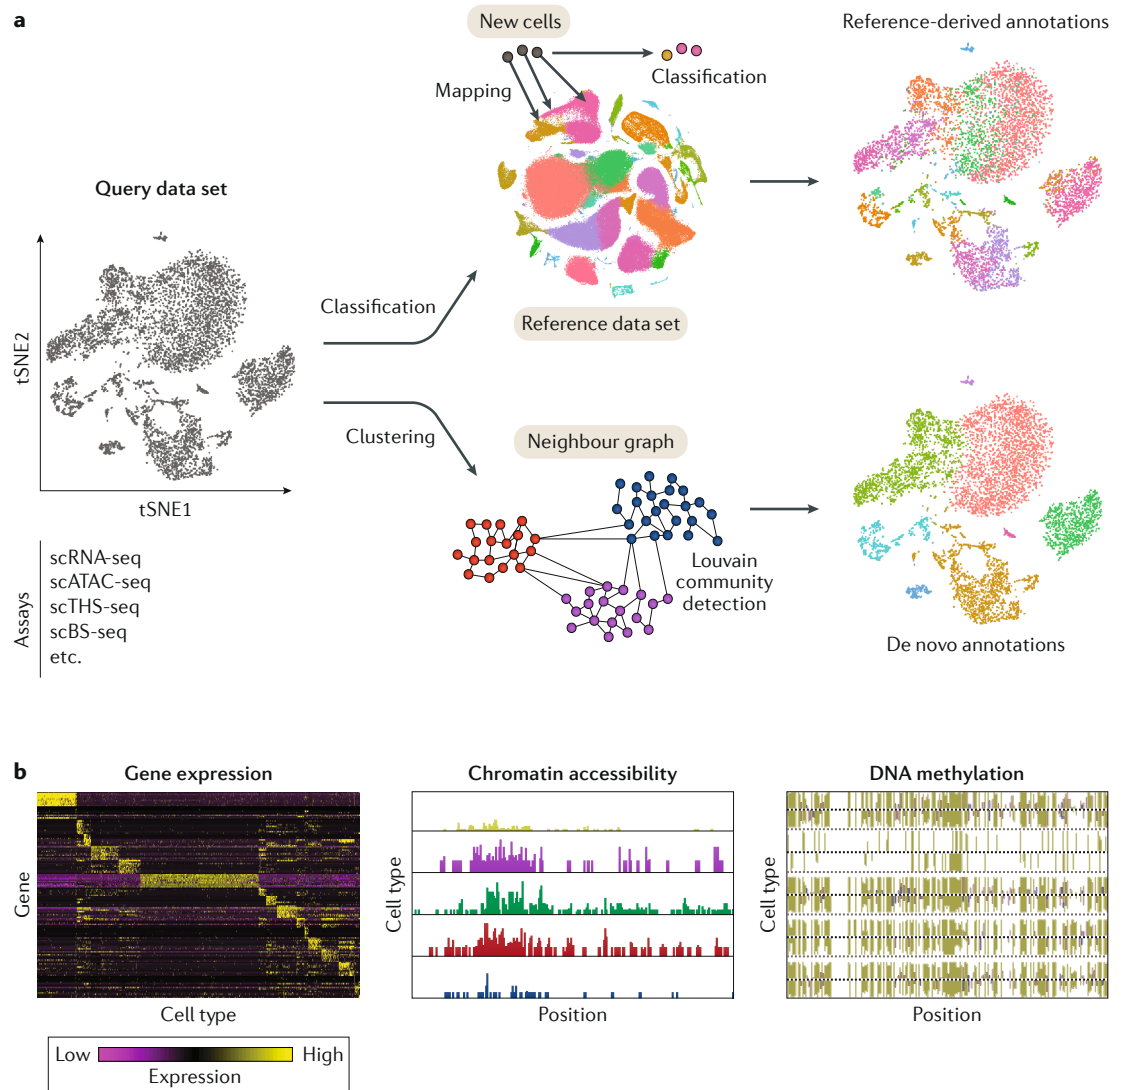 a
New cells
Reference-derived annotations
Mapping
Classification
Query data set
Classification
Reference data set
tSNE2
tSNE1
Clustering
Neighbour graph
Louvain
community
detection
De novo annotations
Assays
scRNA-seq
scATAC-seq
scTHS-seq
scBS-seq
etc.
b
Gene expression
Chromatin accessibility
DNA methylation
Gene
Cell type
Cell type
Cell type
Position
Position
Low
High
Expression